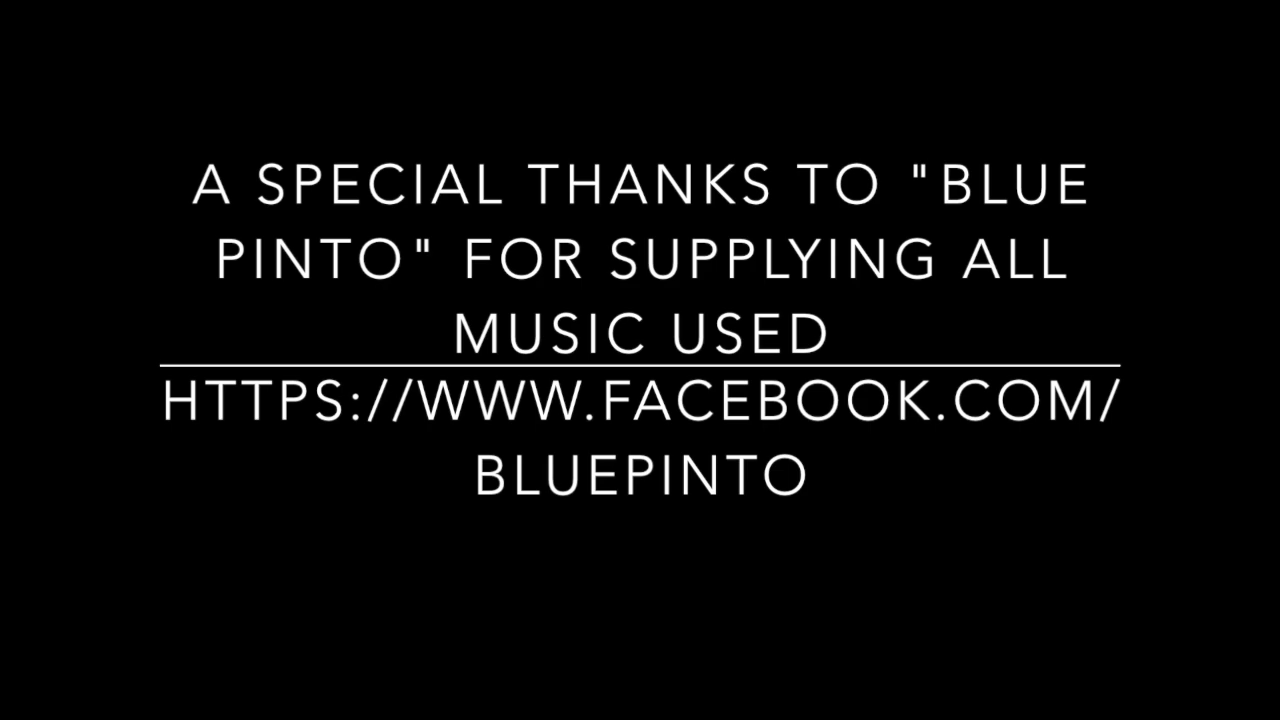 A SPECIAL THANKS TO "BLUE
PINTO" FOR SUPPLYING ALL
MUSIC USED
HTTPS://WWW.FACEBOOK.COM/
BLUEPINTO